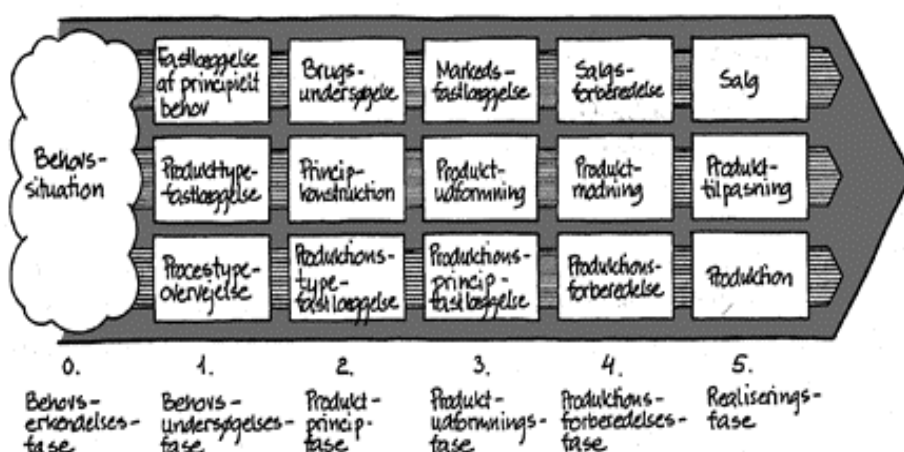 Behovs-
situation
Fastlæggelse
af principielt
behov
Brugs-
undersøgelse
Markeds-
fastlæggelse
Salgs-
forberedelse
Salg
Produkttype-
fastlæggelse
Princip-
konstruction
Produkt-
udformning
Produkt-
modning
Produkt-
tilpasning
Procestype-
overvejelse
Produktions-
type-
fastlæggelse
Produktions-
princip-
fastlæggelse
Produktions-
forberedelse
Produktion
0.
Behovs-
erkendelses-
fase
1.
Behovs-
undersøgelses-
fase
2.
Produkt-
princip-
fase
3.
Produkt-
udformnings-
fase
4.
Produktions-
forberedelses-
fase
5.
Realiserings-
fase